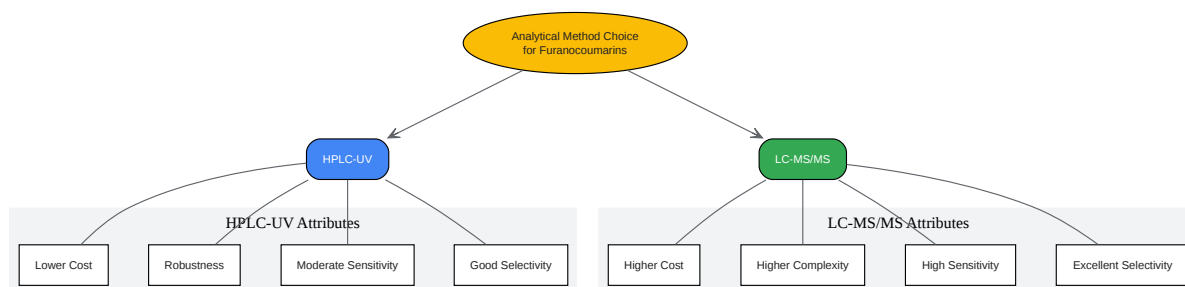 Analytical Method Choice
for Furanocoumarins
HPLC-UV
LC-MS/MS
HPLC-UV Attributes
LC-MS/MS Attributes
Lower Cost
Robustness
Moderate Sensitivity
Good Selectivity
Higher Cost
Higher Complexity
High Sensitivity
Excellent Selectivity